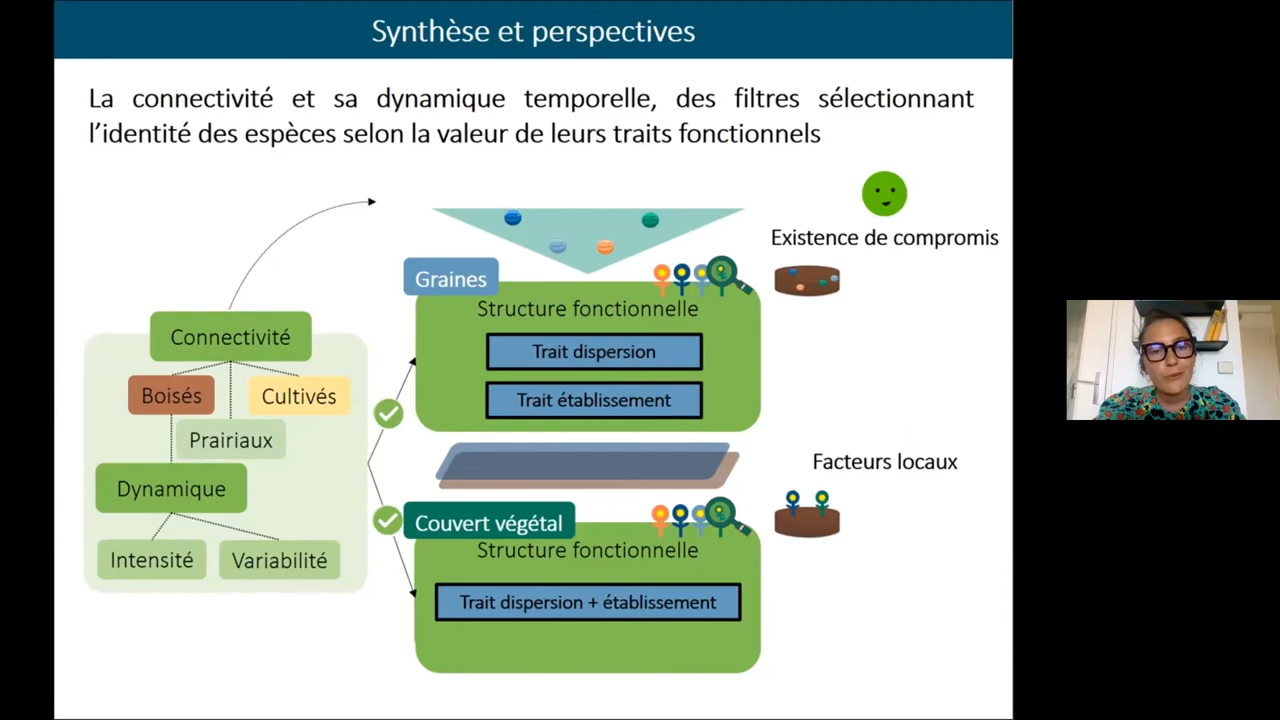 Synthèse et perspectives
La connectivité et sa dynamique temporelle, des filtres sélectionnant
l’identité des espèces selon la valeur de leurs traits fonctionnels
Existence de compromis
Graines
Structure fonctionnelle
Trait dispersion
Trait établissement
Connectivité
Boisés
Cultivés
Prairiaux
Dynamique
Intensité
Variabilité
Facteurs locaux
Couvert végétal
Structure fonctionnelle
Trait dispersion + établissement